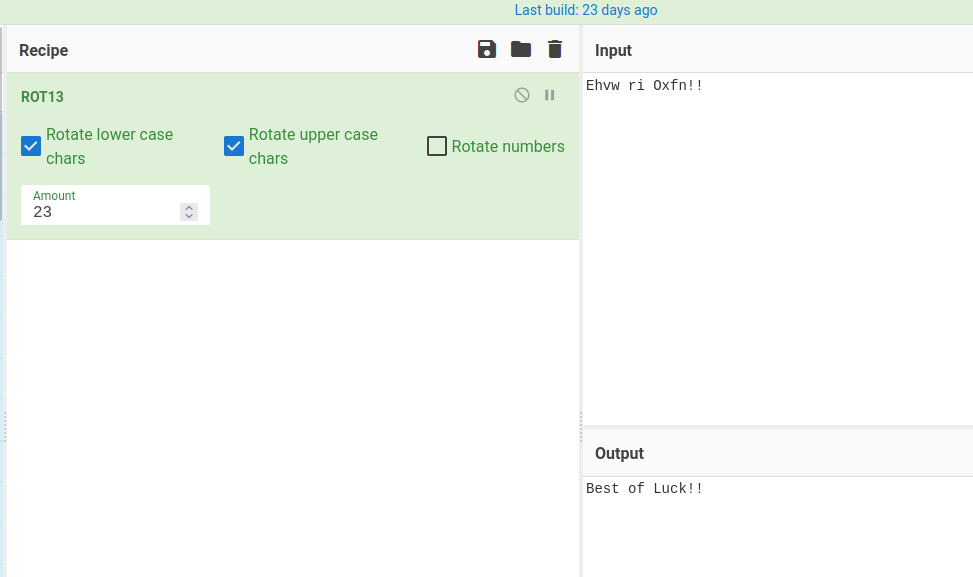 Last build: 23 days ago
Recipe
ROT13
Rotate lower case
chars
Rotate upper case
chars
Rotate numbers
Amount
23
Input
Ehvw ri Oxfn!!
Output
Best of Luck!!